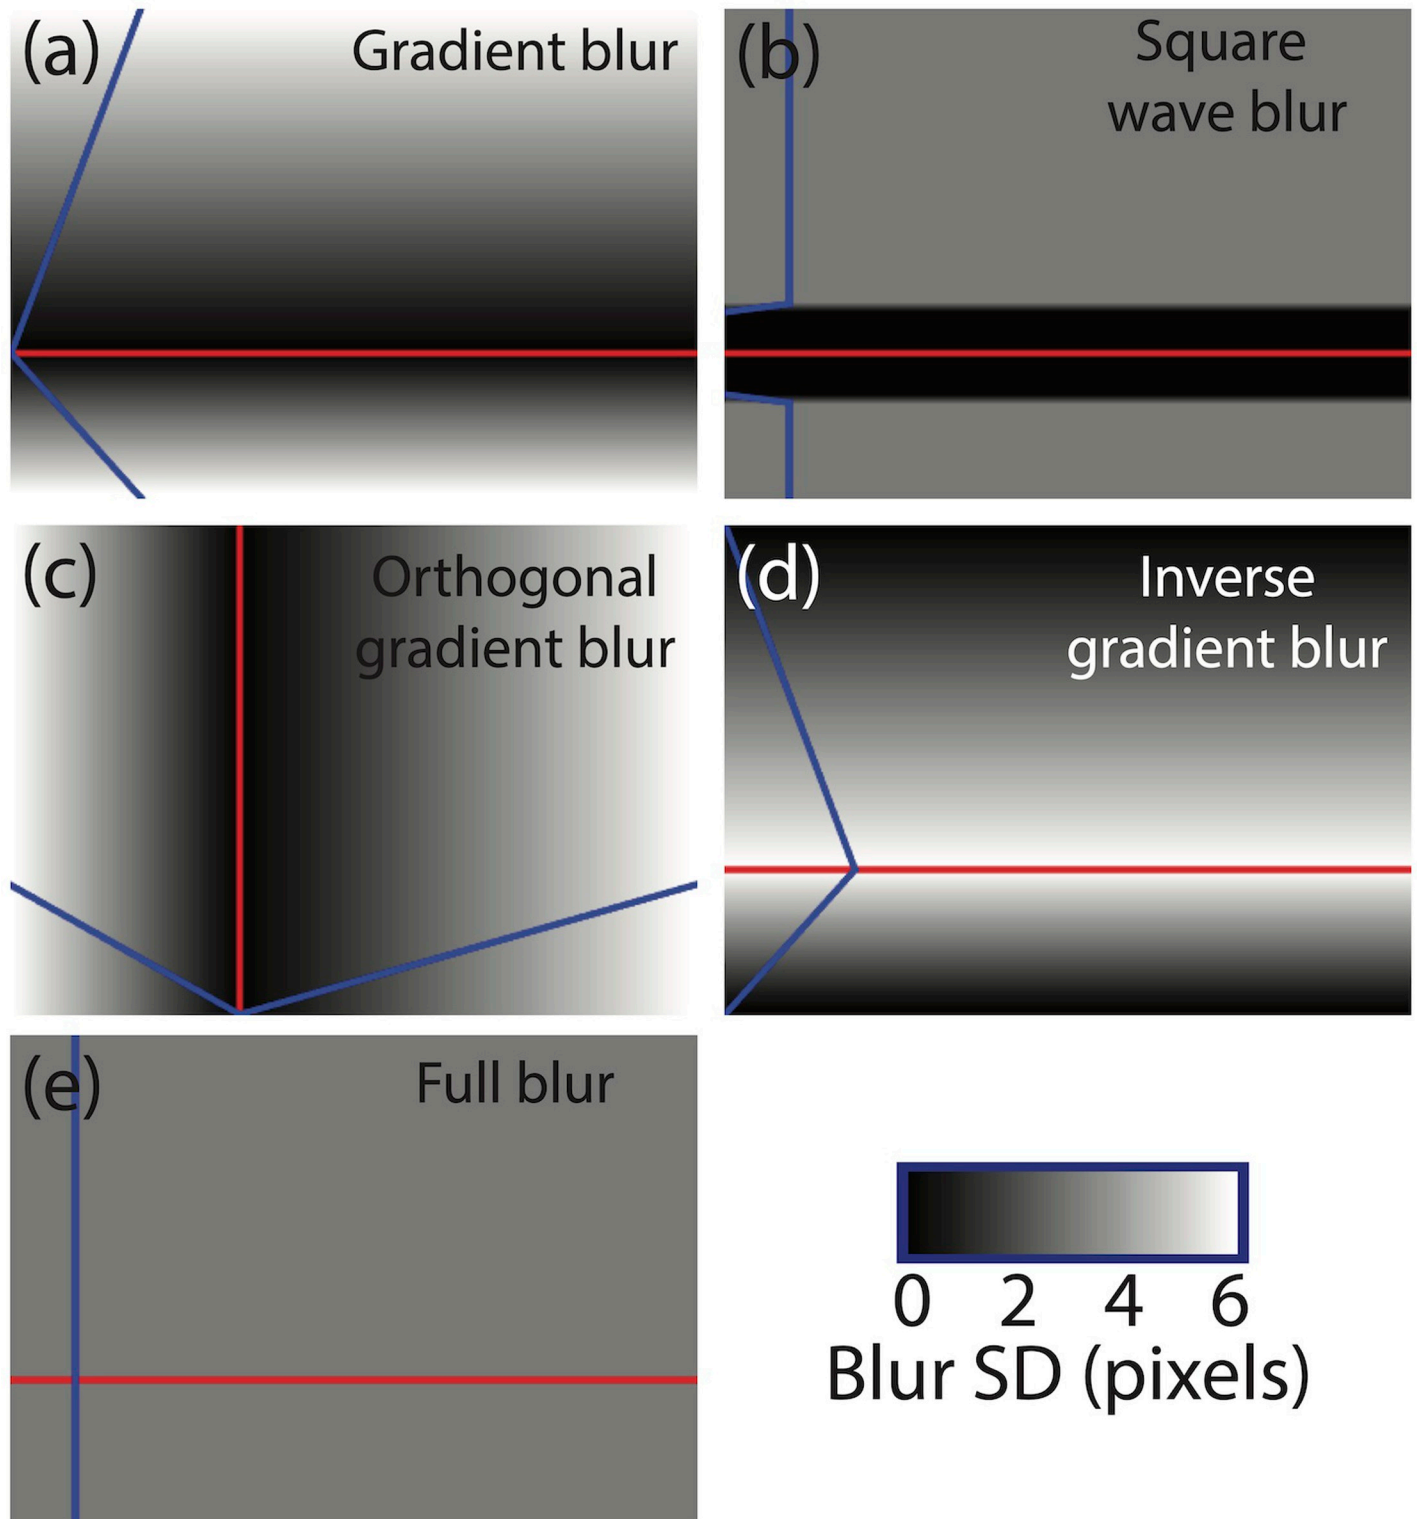 (a)
Gradient blur
(b)
Square
wave blur
(c)
Orthogonal
gradient blur
(d)
Inverse
gradient blur
(e)
Full blur
0 2 4 6
Blur SD (pixels)